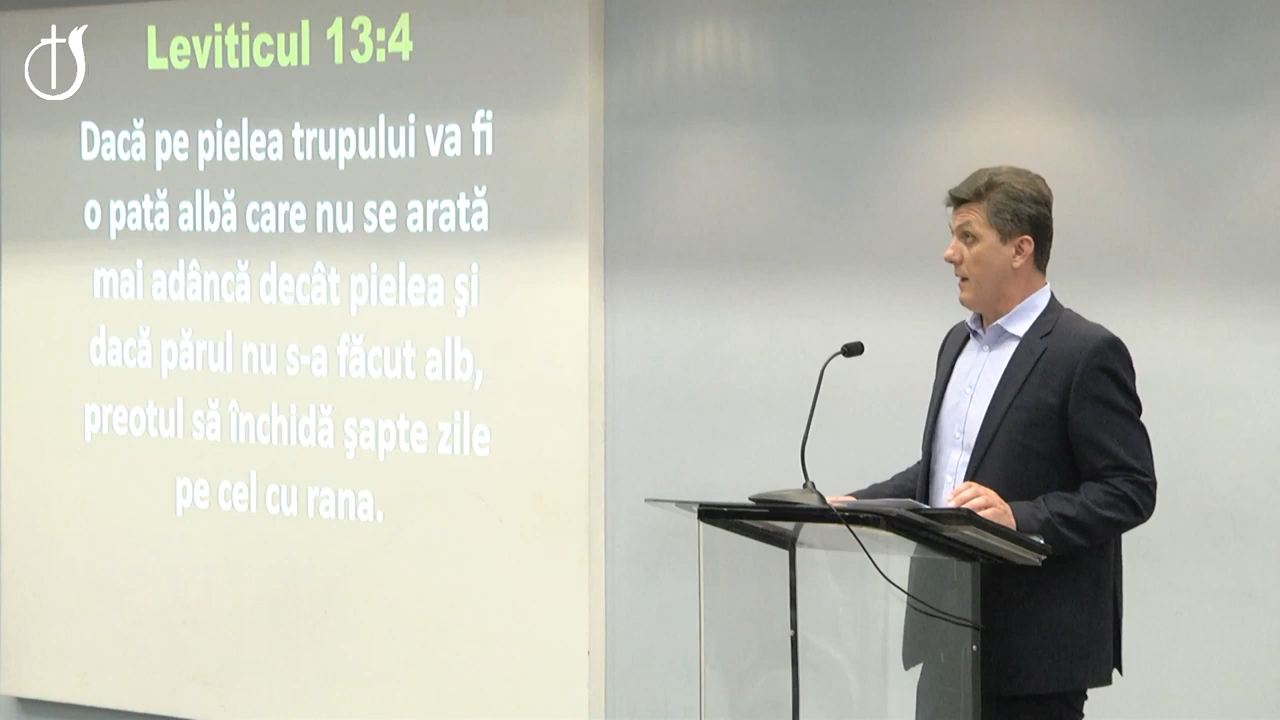 Leviticul 13:4
Dacă pe pielea trupului va fi
o pată albă care nu se arată
mai adâncă decât pielea şi
dacă părul nu s-a făcut alb,
preotul să închidă şapte zile
pe cel cu rana.